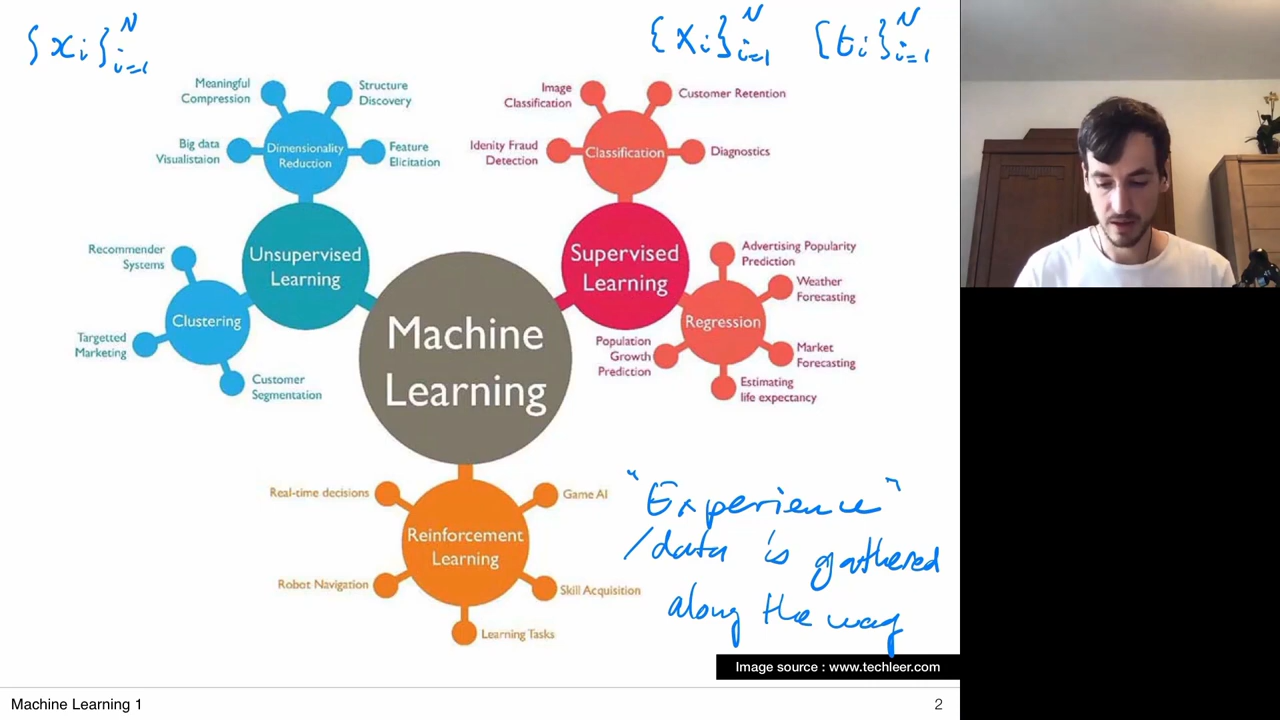 {x_i}_{i=1}^N
{x_i}_{i=1}^N {t_i}_{i=1}^N
Meaningful
Compression
Structure
Discovery
Big data
Visualistaion
Dimensionality
Reduction
Feature
Elicitation
Image
Classification
Customer Retention
Idenity Fraud
Detection
Classification
Diagnostics
Recommender
Systems
Unsupervised
Learning
Supervised
Learning
Advertising Popularity
Prediction
Weather
Forecasting
Clustering
Regression
Targetted
Marketing
Customer
Segmentation
Machine
Learning
Population
Growth
Prediction
Market
Forecasting
Estimating
life expectancy
Real-time decisions
Game AI
Reinforcement
Learning
Robot Navigation
Skill Acquisition
Learning Tasks
"Experience"
/data is gathered
along the way
Image source : www.techleer.com
Machine Learning 1
2